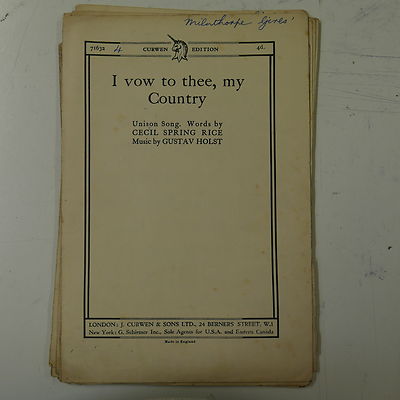 Milnthorpe Girls'
71632 4 CURWEN EDITION 4d.
I vow to thee, my
Country
Unison Song. Words by
CECIL SPRING RICE
Music by GUSTAV HOLST
LONDON: J. CURWEN & SONS LTD., 24 BERNERS STREET, W.1
New York: G. Schirmer Inc., Sole Agents for U.S.A. and Eastern Canada
Made in England